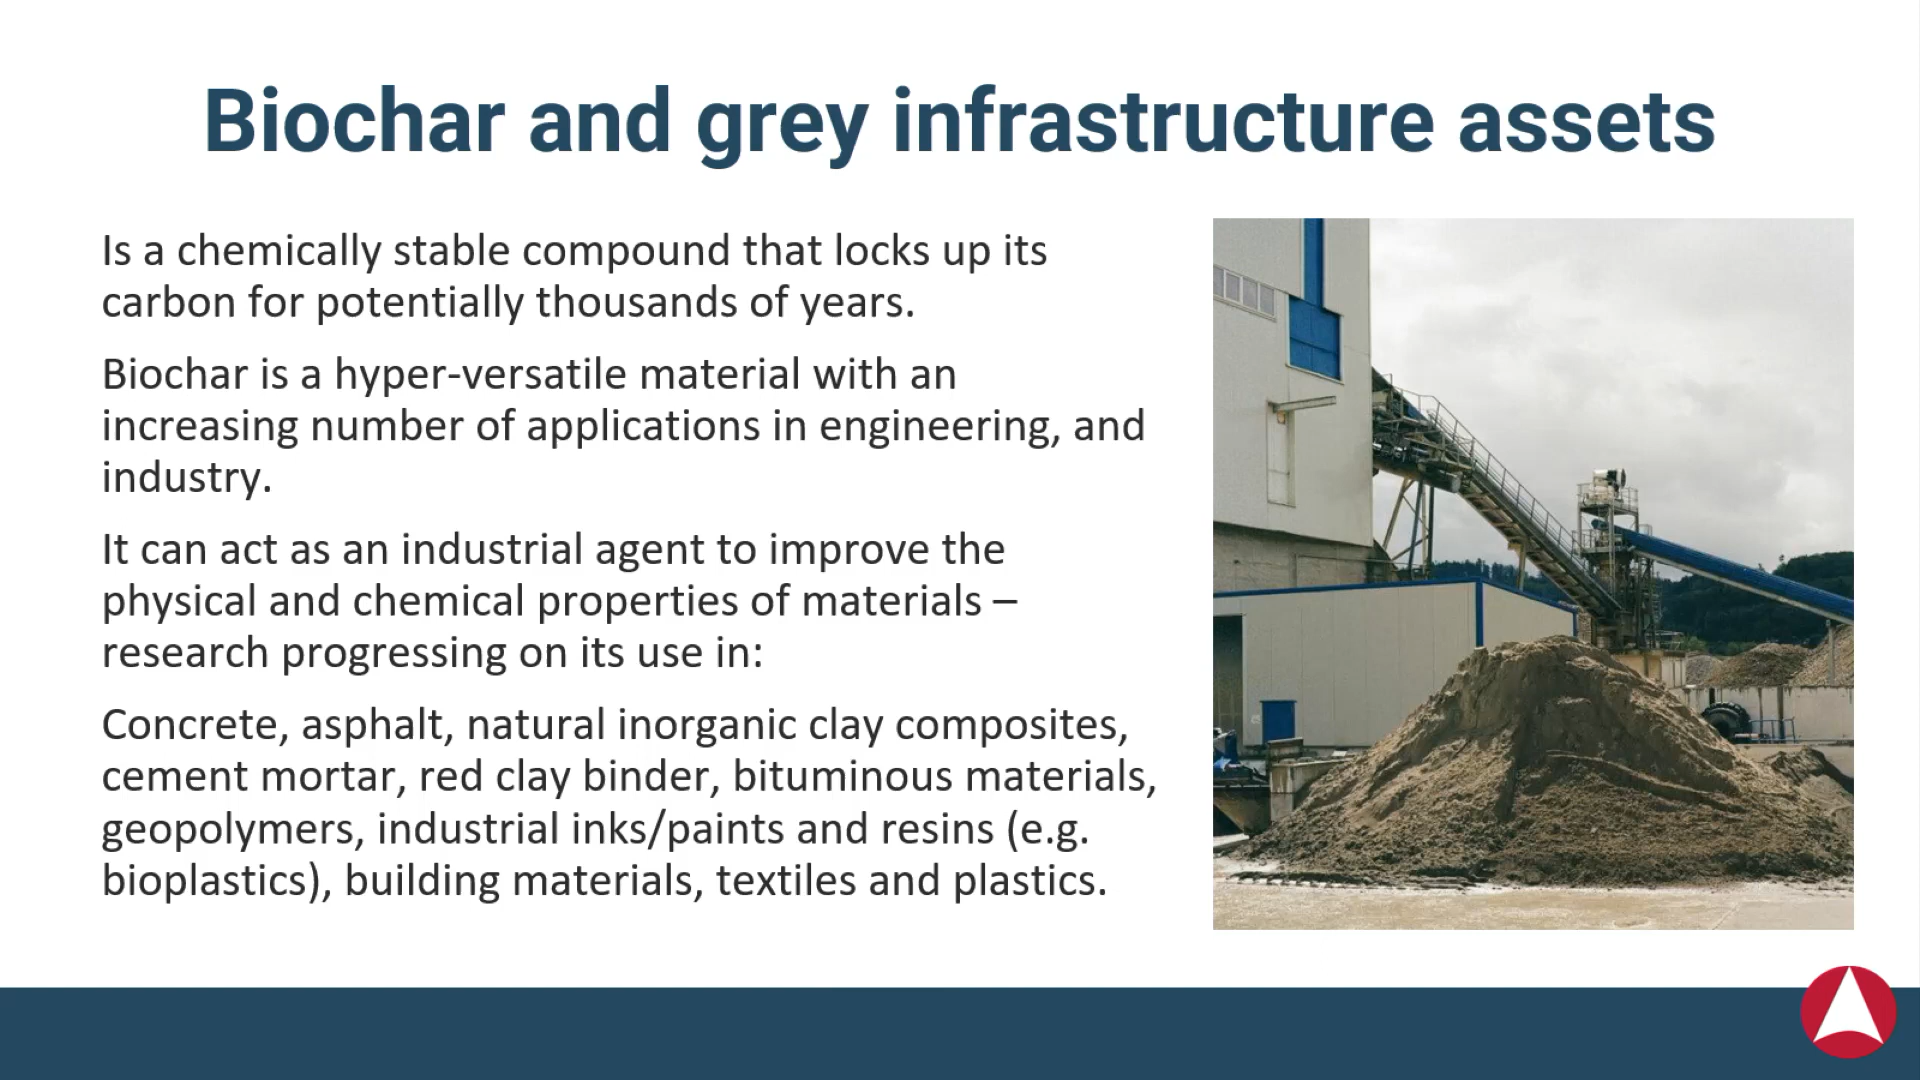 Biochar and grey infrastructure assets
Is a chemically stable compound that locks up its
carbon for potentially thousands of years.
Biochar is a hyper-versatile material with an
increasing number of applications in engineering, and
industry.
It can act as an industrial agent to improve the
physical and chemical properties of materials –
research progressing on its use in:
Concrete, asphalt, natural inorganic clay composites,
cement mortar, red clay binder, bituminous materials,
geopolymers, industrial inks/paints and resins (e.g.
bioplastics), building materials, textiles and plastics.